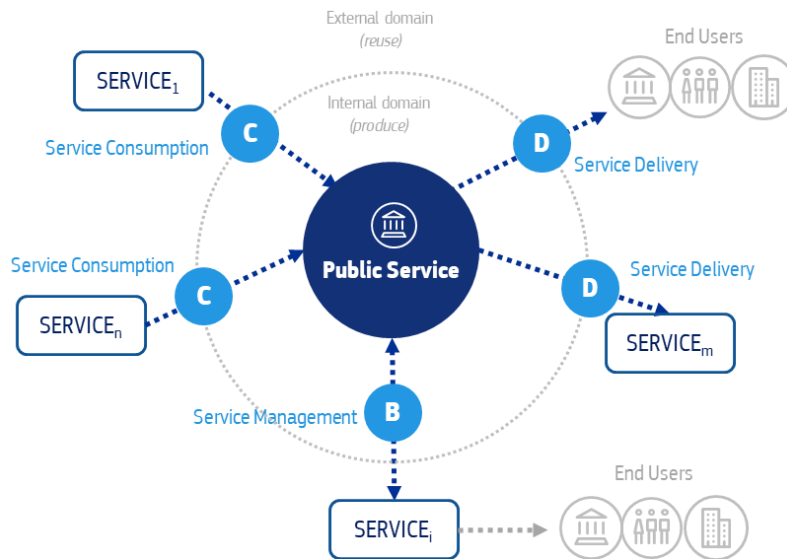 External domain
(reuse)
End Users
SERVICE1
Internal domain
(produce)
C
D
Service Consumption
Service Delivery
Public Service
Service Consumption
Service Delivery
C
D
SERVICEn
SERVICEm
B
Service Management
End Users
SERVICEi